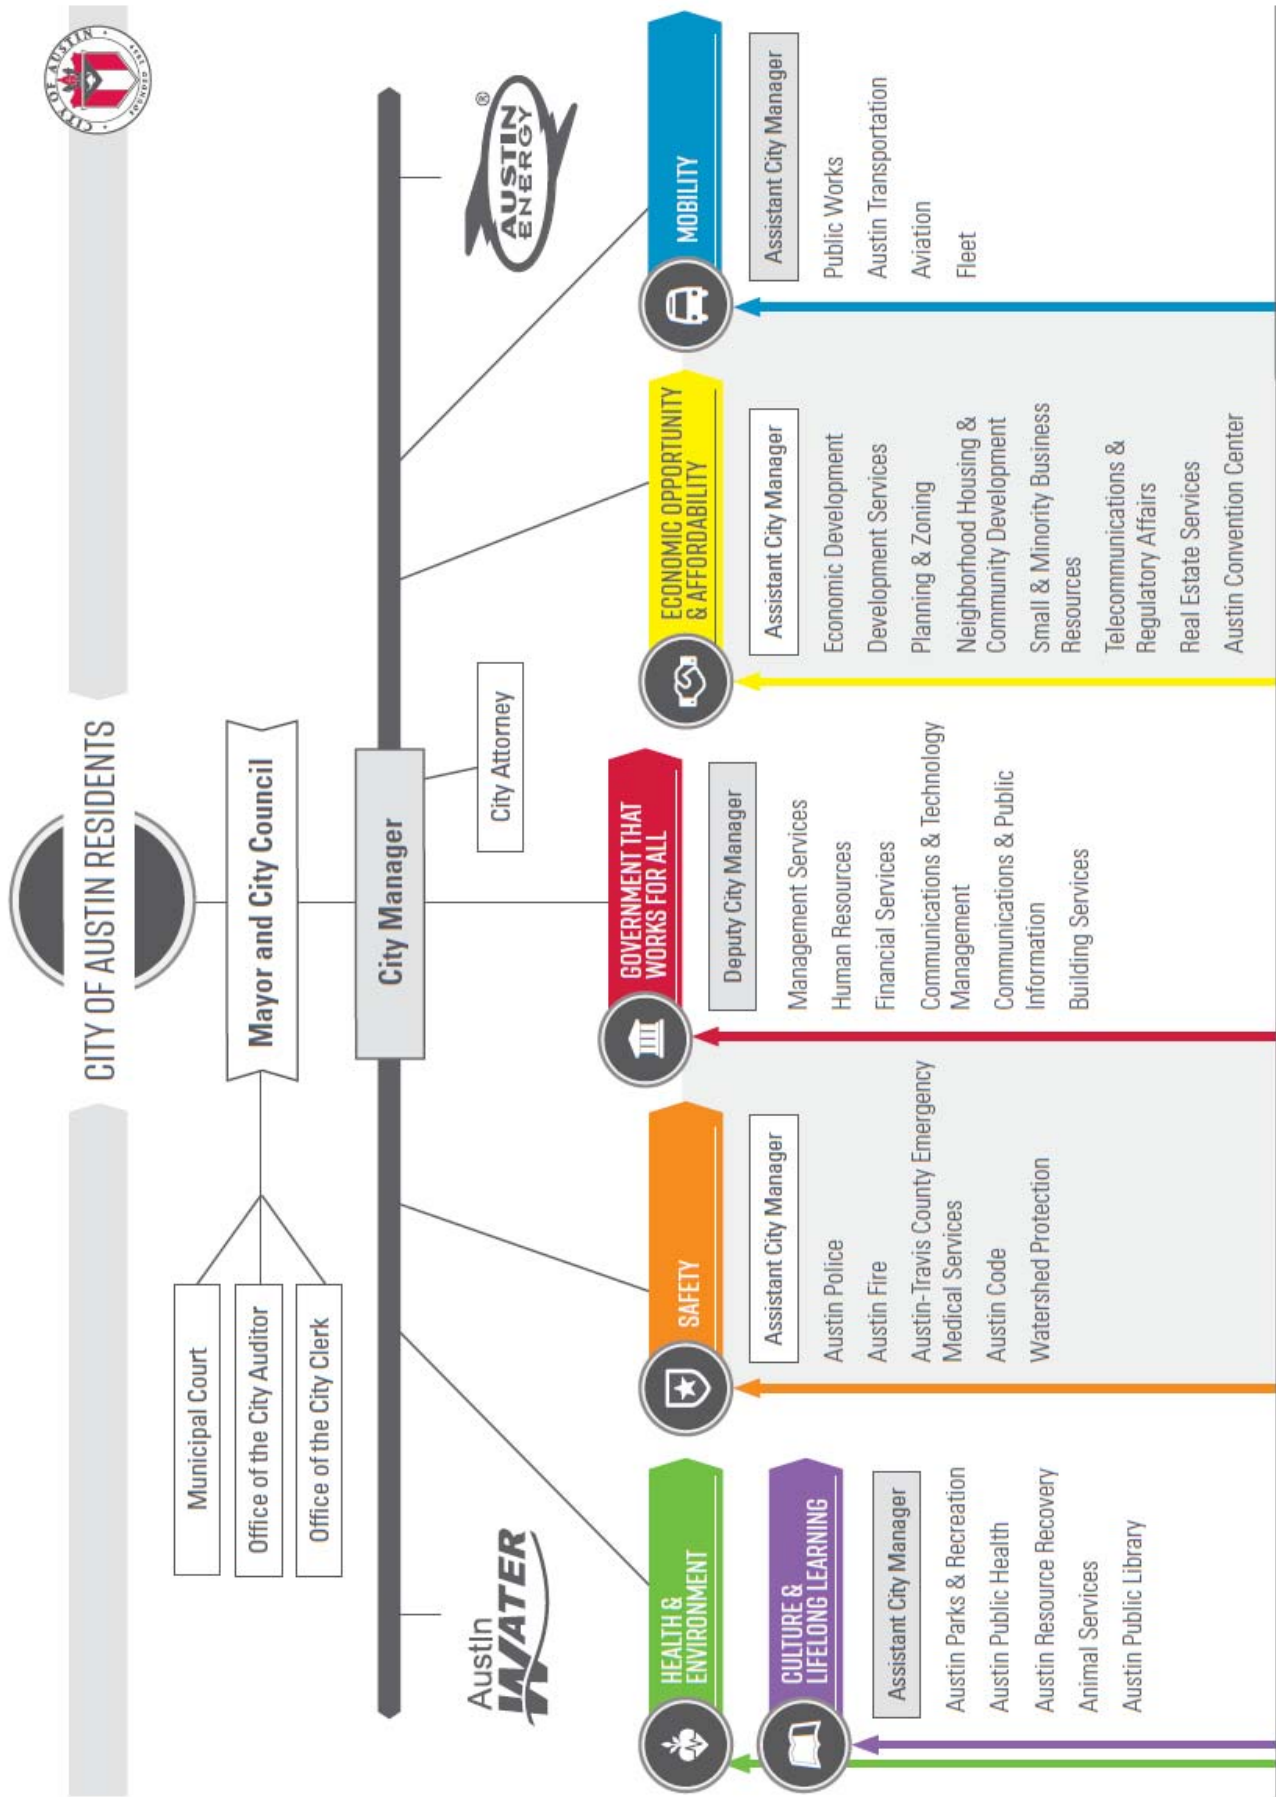 CITY OF AUSTIN RESIDENTS
CITY OF AUSTIN
Mayor and City Council
Municipal Court
Office of the City Auditor
Office of the City Clerk
City Manager
City Attorney
Austin
WATER
AUSTIN
ENERGY
®
HEALTH &
ENVIRONMENT
CULTURE &
LIFELONG LEARNING
Assistant City Manager
Austin Parks & Recreation
Austin Public Health
Austin Resource Recovery
Animal Services
Austin Public Library
SAFETY
Assistant City Manager
Austin Police
Austin Fire
Austin-Travis County Emergency
Medical Services
Austin Code
Watershed Protection
GOVERNMENT THAT
WORKS FOR ALL
Deputy City Manager
Management Services
Human Resources
Financial Services
Communications & Technology
Management
Communications & Public
Information
Building Services
ECONOMIC OPPORTUNITY
& AFFORDABILITY
Assistant City Manager
Economic Development
Development Services
Planning & Zoning
Neighborhood Housing &
Community Development
Small & Minority Business
Resources
Telecommunications &
Regulatory Affairs
Real Estate Services
Austin Convention Center
MOBILITY
Assistant City Manager
Public Works
Austin Transportation
Aviation
Fleet